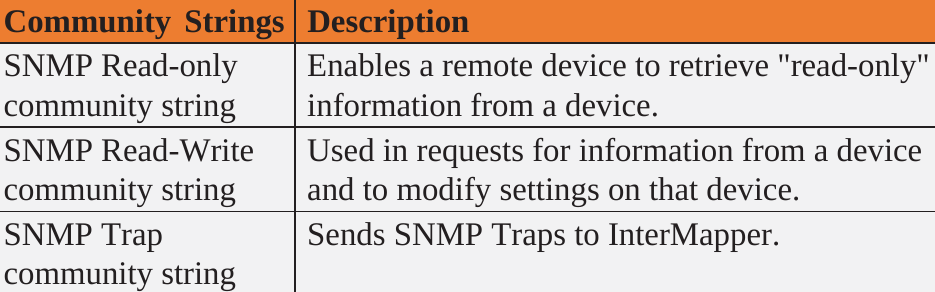 Community Strings Description
SNMP Read-only Enables a remote device to retrieve "read-only"
community string information from a device.
SNMP Read-Write Used in requests for information from a device
community string and to modify settings on that device.
SNMP Trap Sends SNMP Traps to InterMapper.
community string